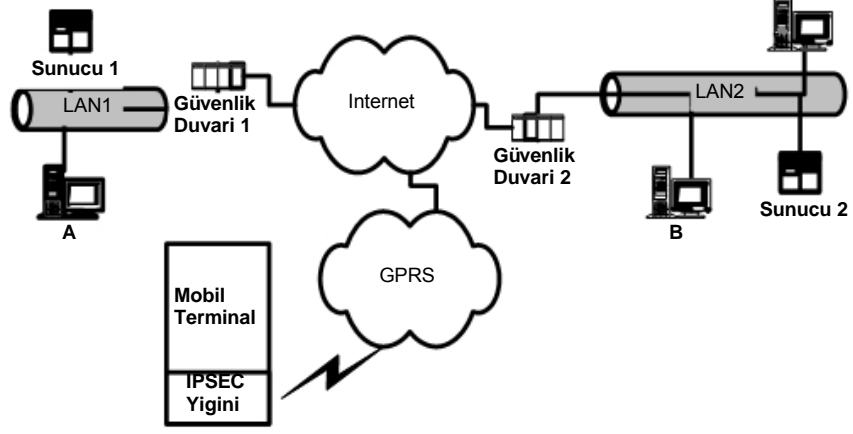 Sunucu 1
LAN1
Güvenlik
Duvari 1
Internet
LAN2
Güvenlik
Duvari 2
Sunucu 2
A
B
GPRS
Mobil
Terminal
IPSEC
Yigini